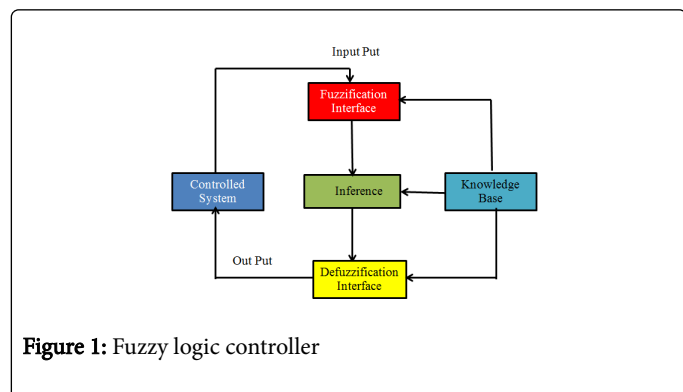 Input Put
Fuzzification
Interface
Controlled
System
Inference
Knowledge
Base
Out Put
Defuzzification
Interface
Figure 1: Fuzzy logic controller